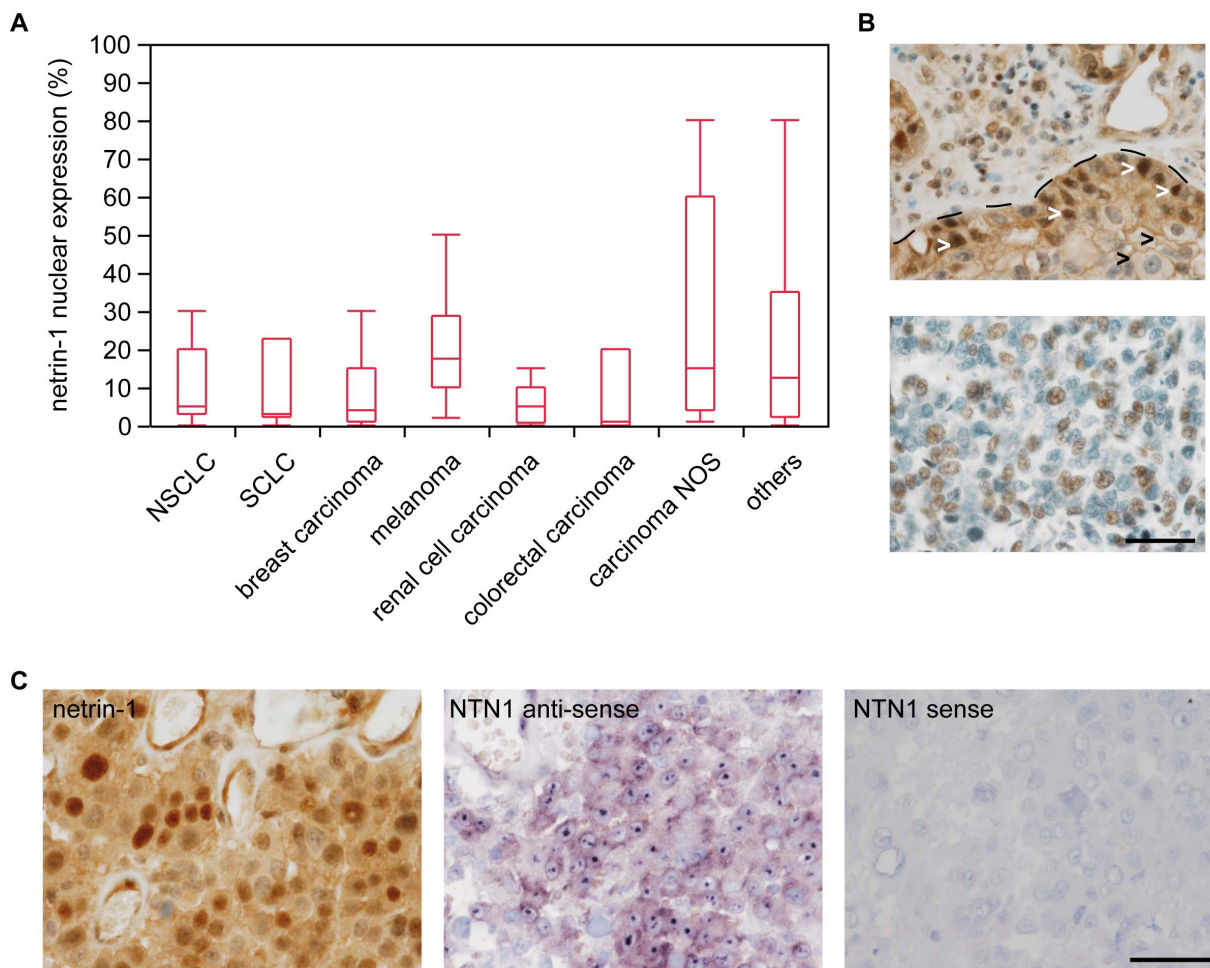 A
netrin-1 nuclear expression (%)
100
90
80
70
60
50
40
30
20
10
0
NSCLC
SCLC
breast carcinoma
melanoma
renal cell carcinoma
colorectal carcinoma
carcinoma NOS
others
B
>
>
>
>
>
>
C
netrin-1
NTN1 anti-sense
NTN1 sense